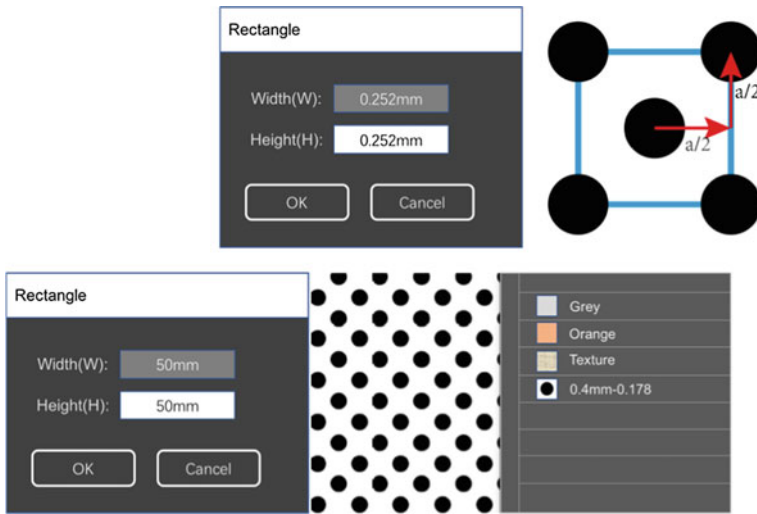 Rectangle
Width(W): 0.252mm
Height(H): 0.252mm
OK Cancel
a/2
a/2
Rectangle
Width(W): 50mm
Height(H): 50mm
OK Cancel
Grey
Orange
Texture
0.4mm-0.178